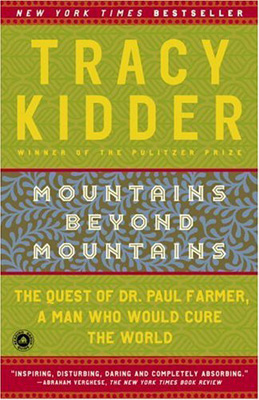 NEW YORK TIMES BESTSELLER
TRACY
KIDDER
WINNER OF THE PULITZER PRIZE
MOUNTAINS
BEYOND
MOUNTAINS
THE QUEST OF DR. PAUL FARMER,
A MAN WHO WOULD CURE
THE WORLD
"INSPIRING, DISTURBING, DARING AND COMPLETELY ABSORBING."
—ABRAHAM VERGHESE, THE NEW YORK TIMES BOOK REVIEW